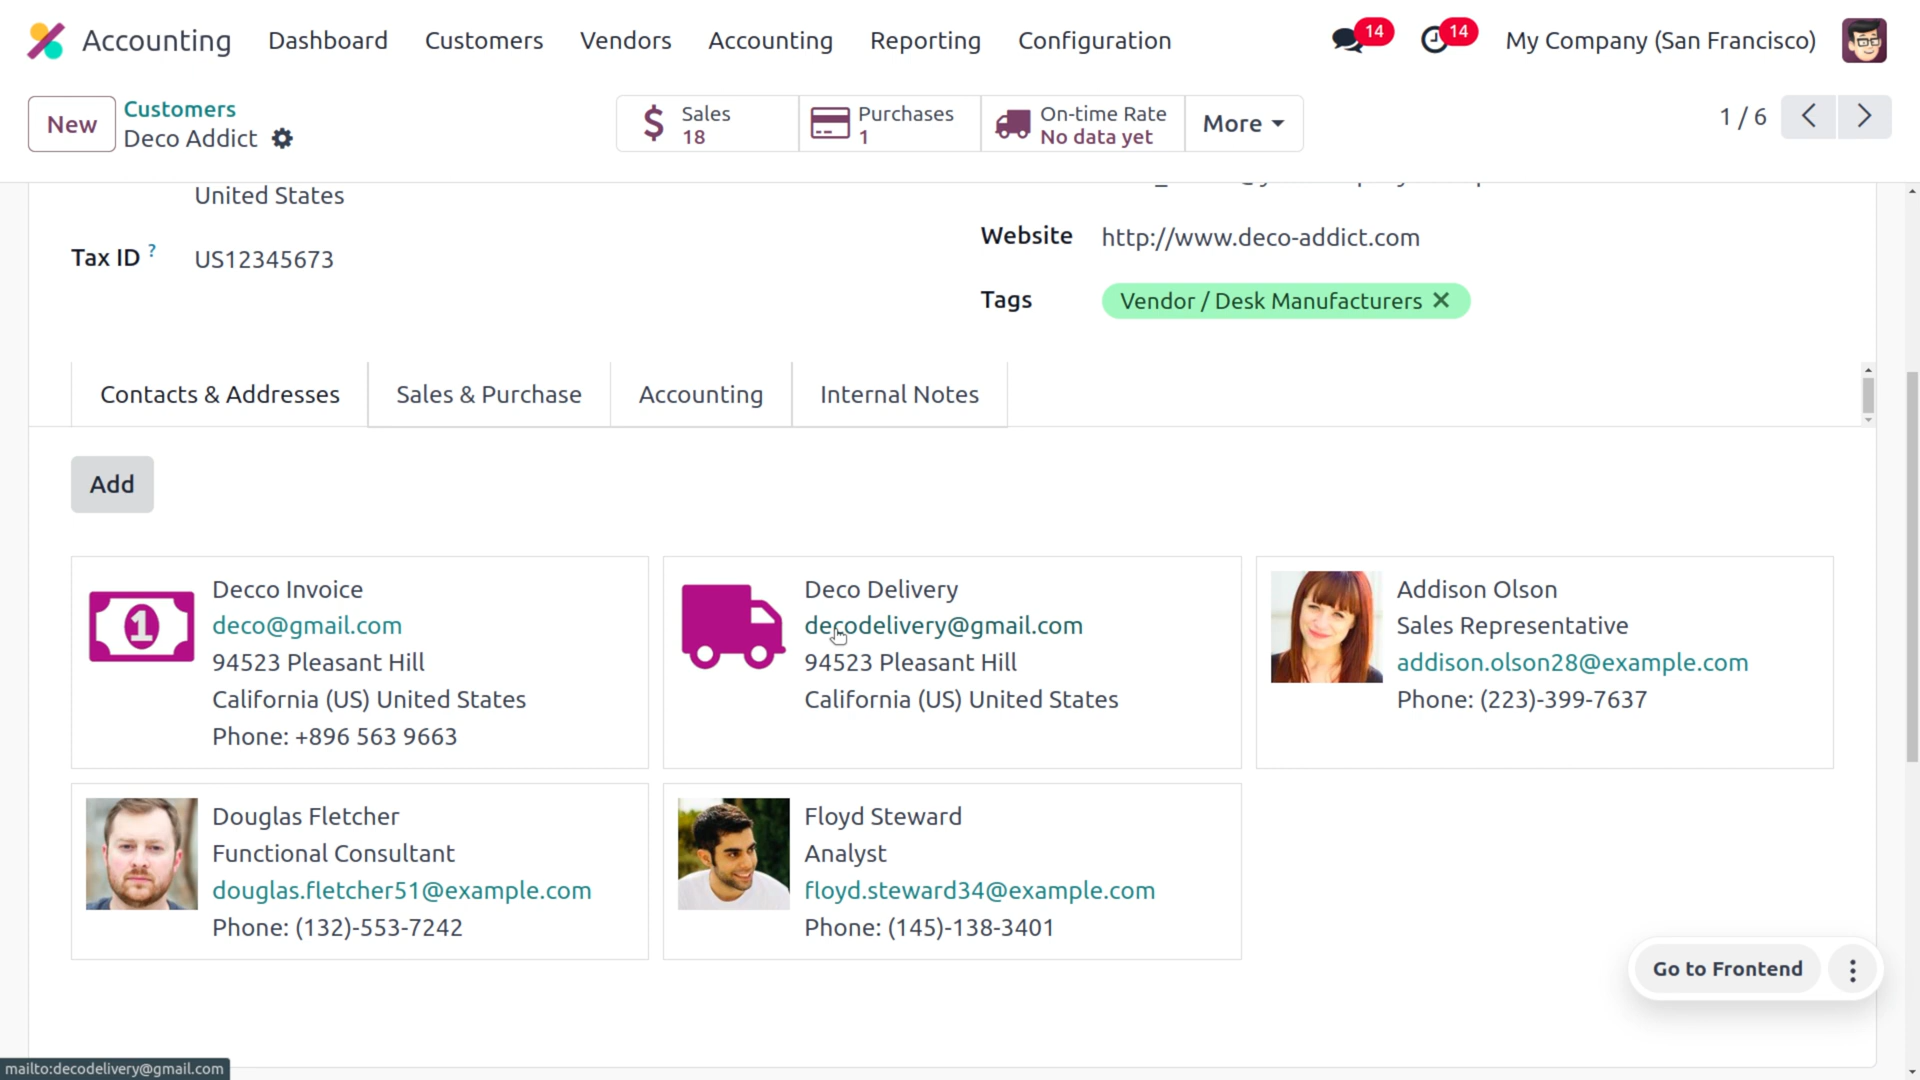 Accounting Dashboard Customers Vendors Accounting Reporting Configuration 14 14 My Company (San Francisco)
New Customers
Deco Addict
Sales
18
Purchases
1
On-time Rate
No data yet
More
1 / 6
United States
Tax ID ? US12345673
Website http://www.deco-addict.com
Tags Vendor / Desk Manufacturers
Contacts & Addresses Sales & Purchase Accounting Internal Notes
Add
Decco Invoice
deco@gmail.com
94523 Pleasant Hill
California (US) United States
Phone: +896 563 9663
Deco Delivery
decodelivery@gmail.com
94523 Pleasant Hill
California (US) United States
Addison Olson
Sales Representative
addison.olson28@example.com
Phone: (223)-399-7637
Douglas Fletcher
Functional Consultant
douglas.fletcher51@example.com
Phone: (132)-553-7242
Floyd Steward
Analyst
floyd.steward34@example.com
Phone: (145)-138-3401
Go to Frontend
mailto:decodelivery@gmail.com